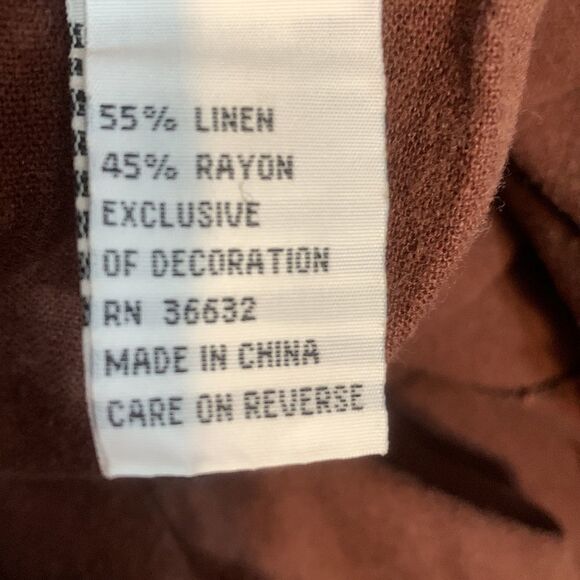 55% LINEN
45% RAYON
EXCLUSIVE
OF DECORATION
RN 36632
MADE IN CHINA
CARE ON REVERSE